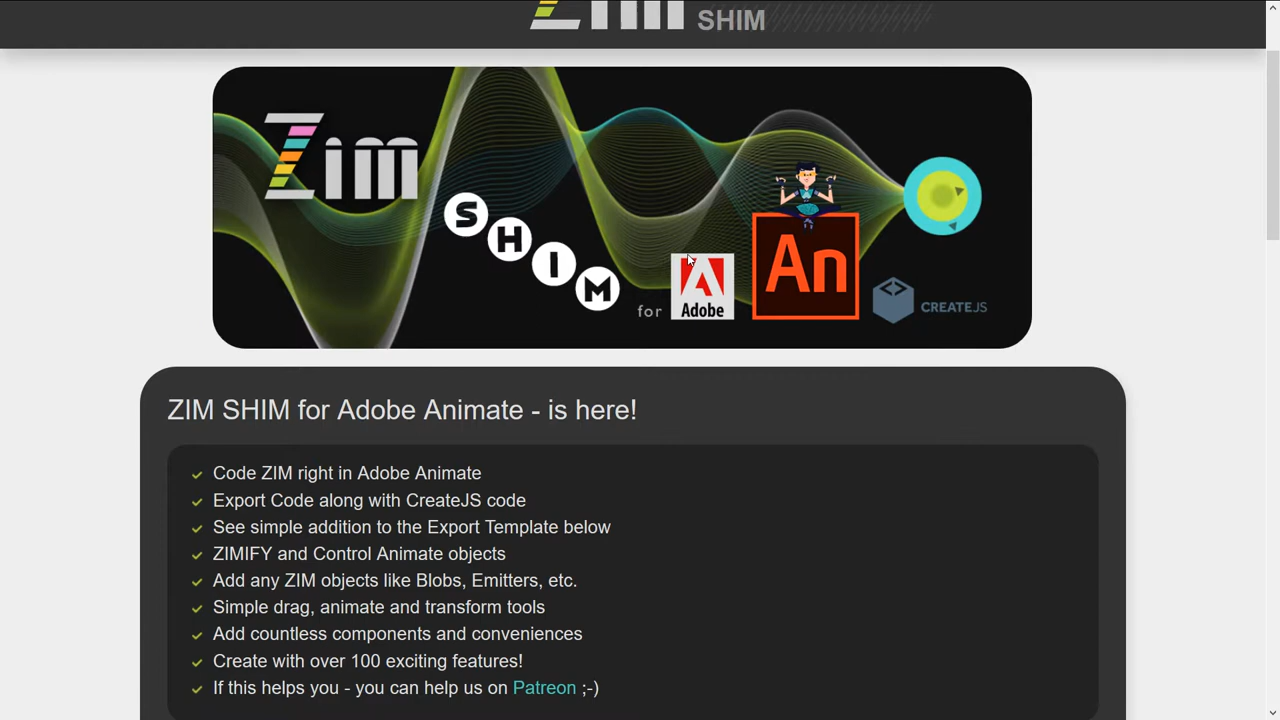 Zim SHIM
Zim
SHIM
for Adobe An CREATEJS
ZIM SHIM for Adobe Animate - is here!
Code ZIM right in Adobe Animate
Export Code along with CreateJS code
See simple addition to the Export Template below
ZIMIFY and Control Animate objects
Add any ZIM objects like Blobs, Emitters, etc.
Simple drag, animate and transform tools
Add countless components and conveniences
Create with over 100 exciting features!
If this helps you - you can help us on Patreon ;-)